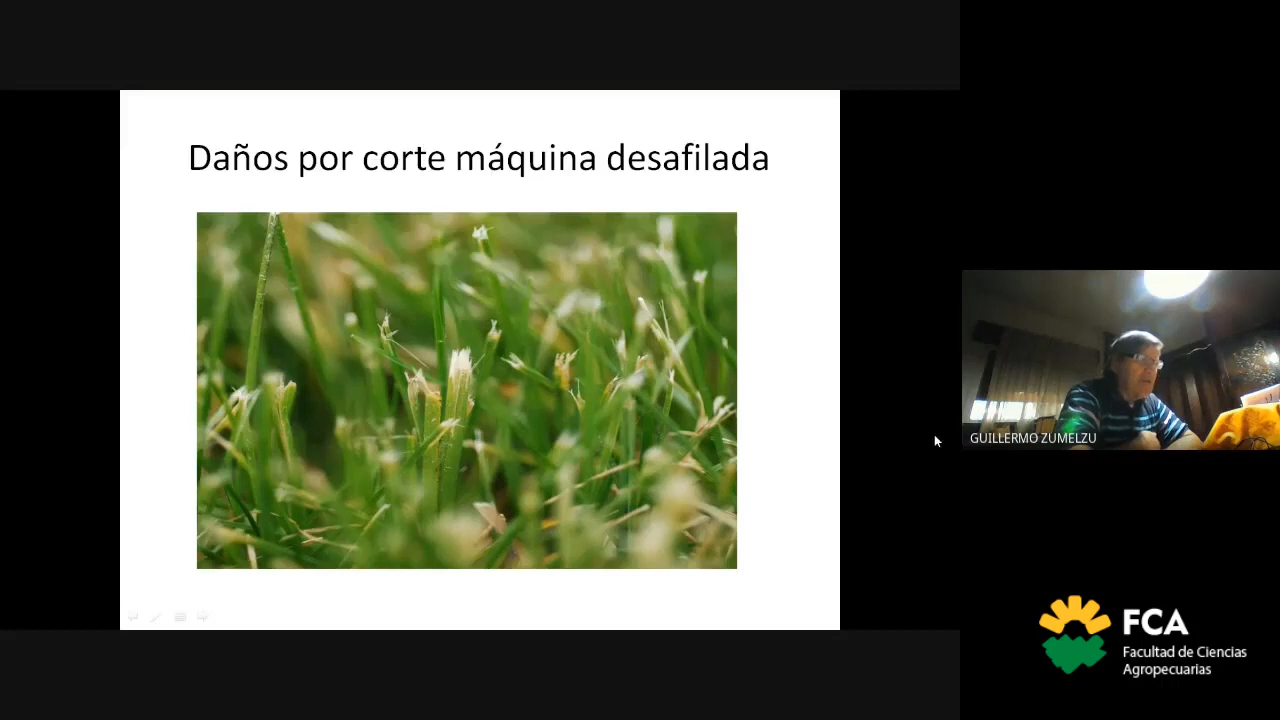 Daños por corte máquina desafilada
GUILLERMO ZUMELZU
FCA
Facultad de Ciencias
Agropecuarias